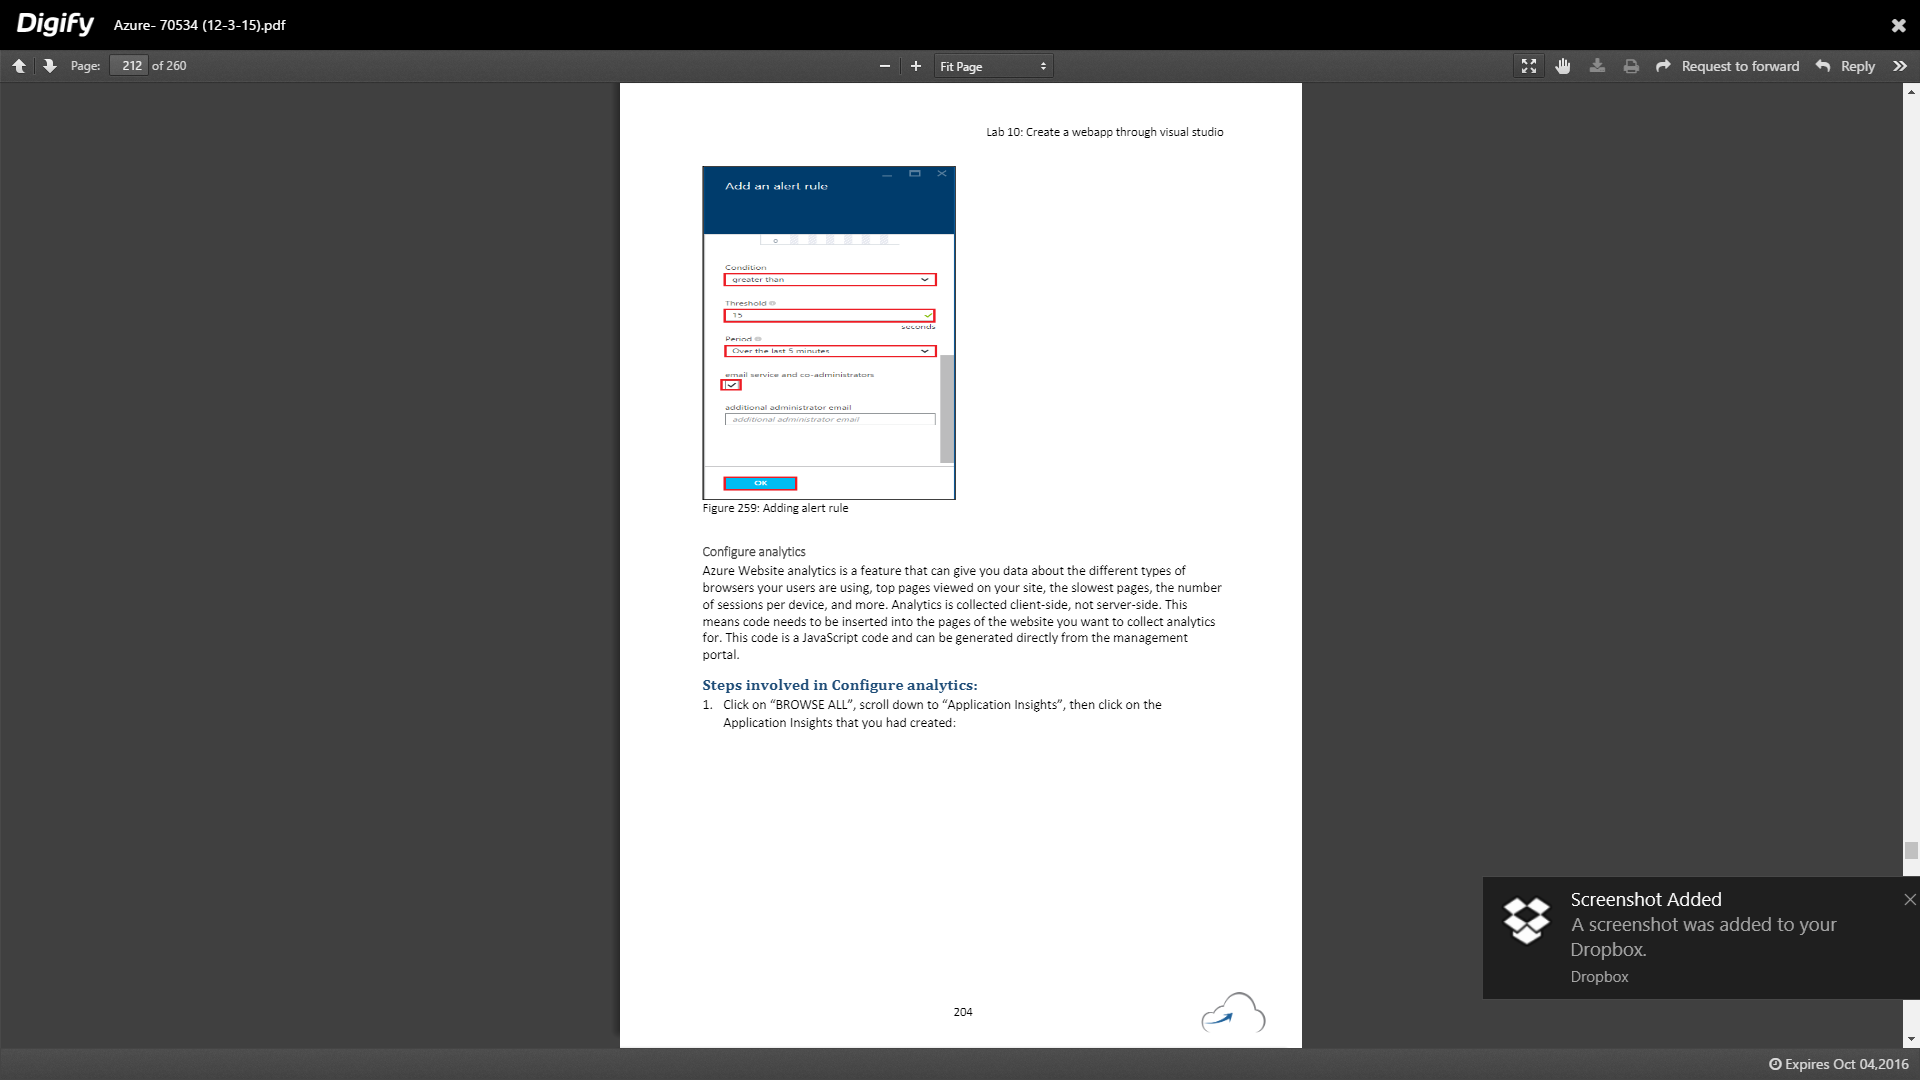 Digify Azure- 70534 (12-3-15).pdf
Page: 212 of 260
Fit Page
Request to forward
Reply
Lab 10: Create a webapp through visual studio
Add an alert rule
0
Condition
greater than
Threshold
15
seconds
Period
Over the last 5 minutes
email service and co-administrators
additional administrator email
additional administrator email
OK
Figure 259: Adding alert rule
Configure analytics
Azure Website analytics is a feature that can give you data about the different types of
browsers your users are using, top pages viewed on your site, the slowest pages, the number
of sessions per device, and more. Analytics is collected client-side, not server-side. This
means code needs to be inserted into the pages of the website you want to collect analytics
for. This code is a JavaScript code and can be generated directly from the management
portal.
Steps involved in Configure analytics:
1. Click on “BROWSE ALL”, scroll down to “Application Insights”, then click on the
Application Insights that you had created:
204
Screenshot Added
A screenshot was added to your
Dropbox.
Dropbox
Expires Oct 04,2016